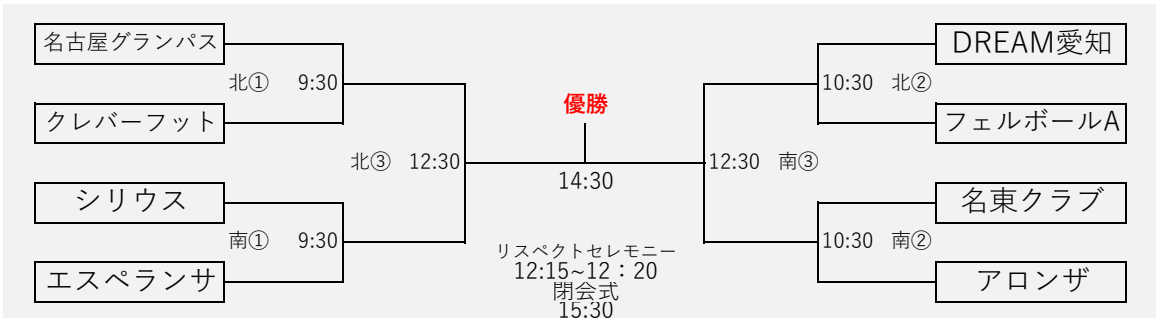 名古屋グランパス
北① 9:30
クレバーフット
北③ 12:30
シリウス
南① 9:30
エスペランサ
優勝
14:30
リスペクトセレモニー
12:15~12：20
閉会式
15:30
DREAM愛知
10:30 北②
フェルボールA
12:30 南③
名東クラブ
10:30 南②
アロンザ